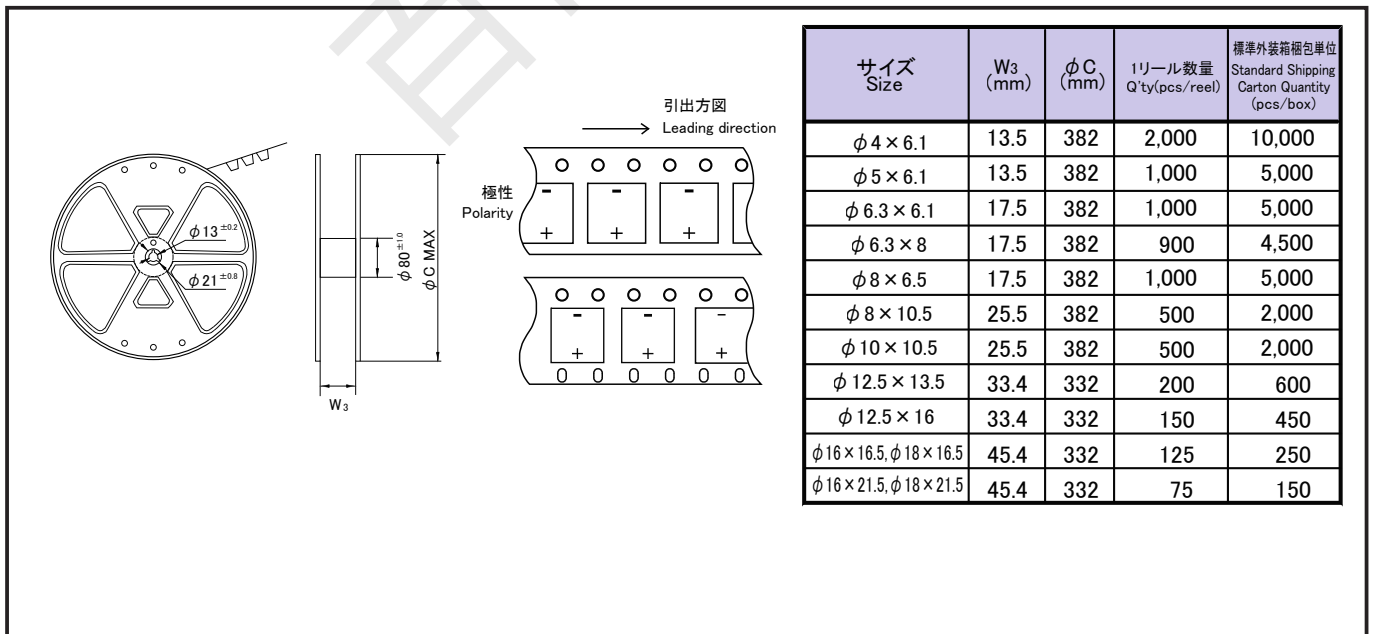 引出方図
Leading direction
極性
Polarity
- - -
+ + +
- - -
+ + +
φ13 ±0.2
φ21 ±0.8
φ80 ±1.0
φC MAX
W3
サイズ Size W3 (mm) φC (mm) 1リール数量 Q'ty(pcs/reel) 標準外装箱梱包単位 Standard Shipping Carton Quantity (pcs/box)
φ4×6.1 13.5 382 2,000 10,000
φ5×6.1 13.5 382 1,000 5,000
φ6.3×6.1 17.5 382 1,000 5,000
φ6.3×8 17.5 382 900 4,500
φ8×6.5 17.5 382 1,000 5,000
φ8×10.5 25.5 382 500 2,000
φ10×10.5 25.5 382 500 2,000
φ12.5×13.5 33.4 332 200 600
φ12.5×16 33.4 332 150 450
φ16×16.5,φ18×16.5 45.4 332 125 250
φ16×21.5,φ18×21.5 45.4 332 75 150